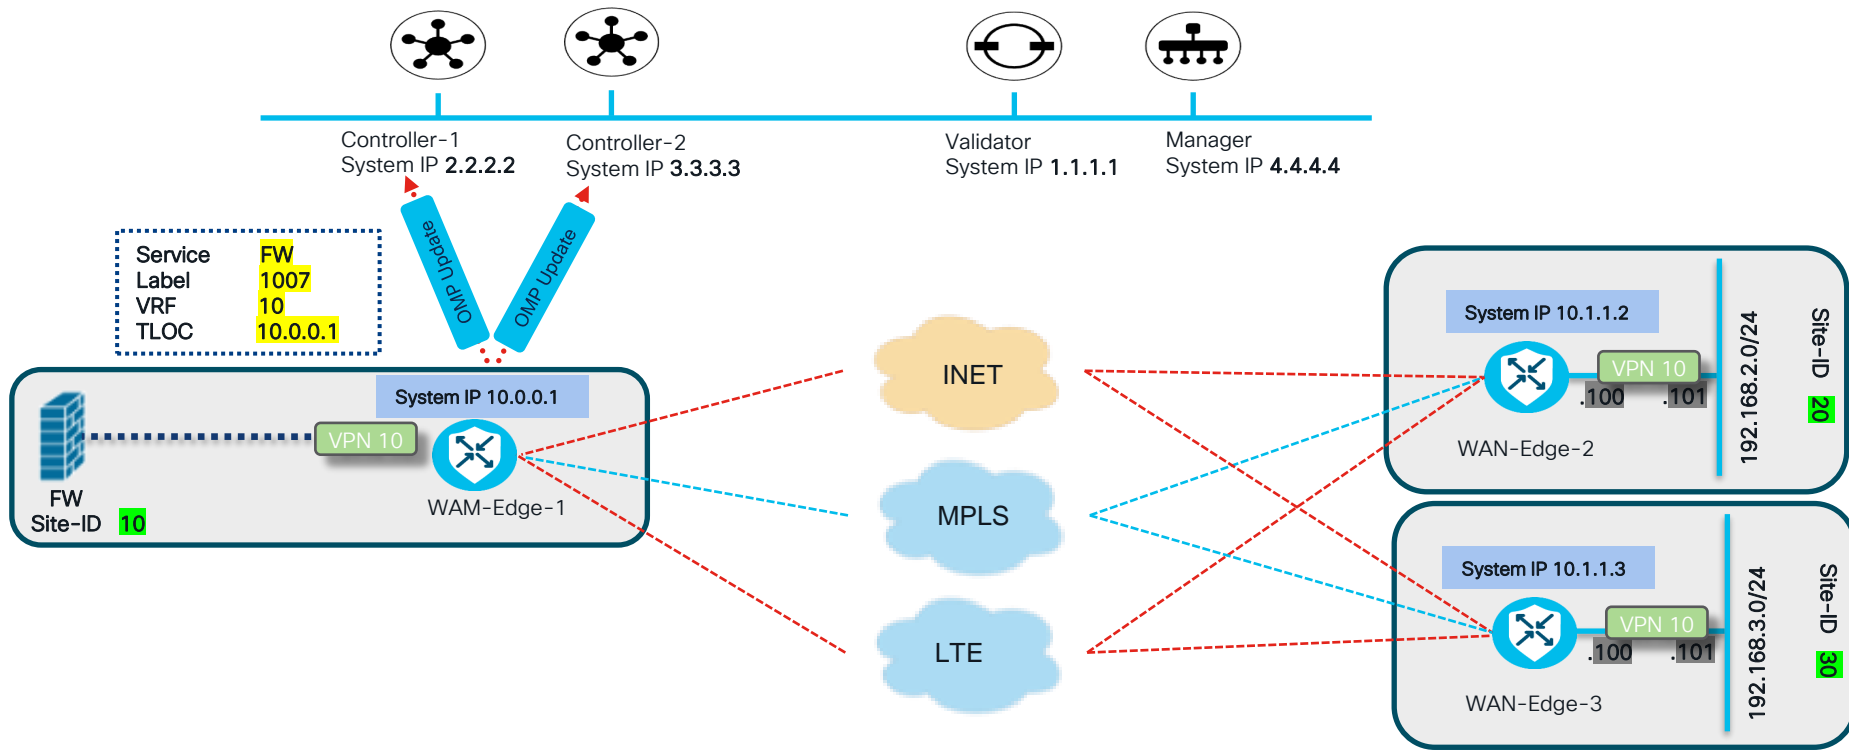 Controller-1
System IP 2.2.2.2
Controller-2
System IP 3.3.3.3
Validator
System IP 1.1.1.1
Manager
System IP 4.4.4.4
OMP Update
OMP Update
Service FW
Label 1007
VRF 10
TLOC 10.0.0.1
System IP 10.0.0.1
VPN 10
WAM-Edge-1
FW
Site-ID 10
INET
MPLS
LTE
System IP 10.1.1.2
VPN 10
.100 .101
WAN-Edge-2
192.168.2.0/24
Site-ID 20
System IP 10.1.1.3
VPN 10
.100 .101
WAN-Edge-3
192.168.3.0/24
Site-ID 30